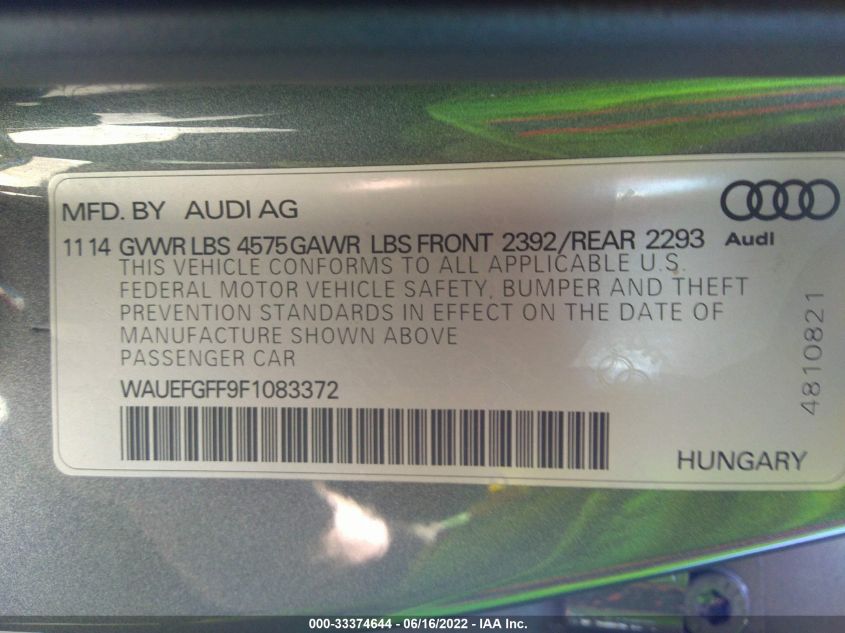 MFD. BY AUDI AG
11 14 GVWR LBS 4575 GAWR LBS FRONT 2392/REAR 2293
Audi
THIS VEHICLE CONFORMS TO ALL APPLICABLE U.S.
FEDERAL MOTOR VEHICLE SAFETY, BUMPER AND THEFT
PREVENTION STANDARDS IN EFFECT ON THE DATE OF
MANUFACTURE SHOWN ABOVE
PASSENGER CAR
WAUEFGFF9F1083372
HUNGARY
4810821
000-33374644 - 06/16/2022 - IAA Inc.